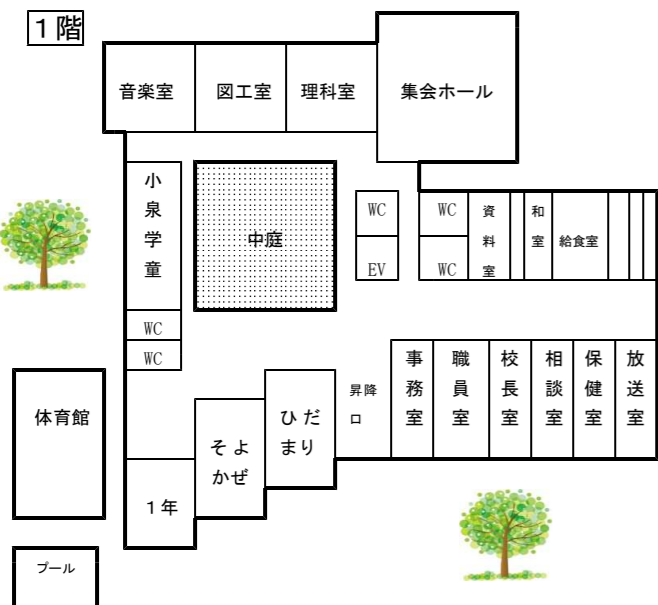 1階
音楽室
図工室
理科室
集会ホール
小泉学童
中庭
WC
EV
WC
WC
資料室
和室
給食室
WC
WC
体育館
プール
1年
そよ
かぜ
ひだ
まり
昇降
口
事務室
職員室
校長室
相談室
保健室
放送室